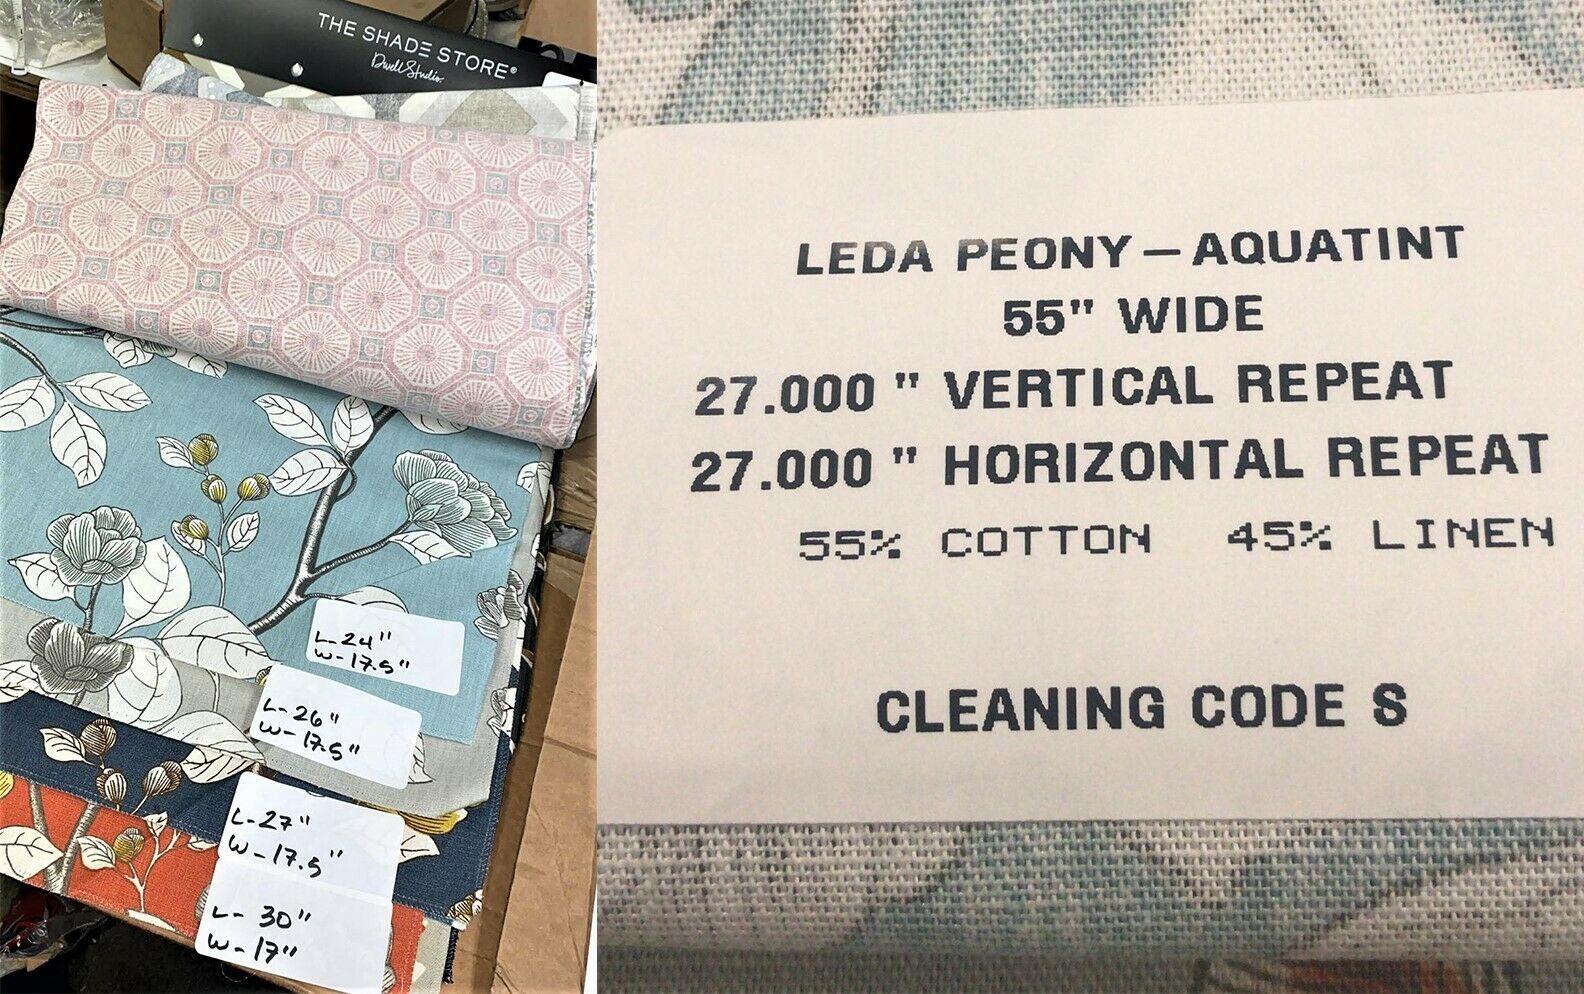 THE SHADE STORE®
DwellStudio
L-24"
W-17.5"
L-26"
W-17.5"
L-27"
W-17.5"
L-30"
W-17"
LEDA PEONY — AQUATINT
55" WIDE
27.000 " VERTICAL REPEAT
27.000 " HORIZONTAL REPEAT
55% COTTON 45% LINEN
CLEANING CODE S